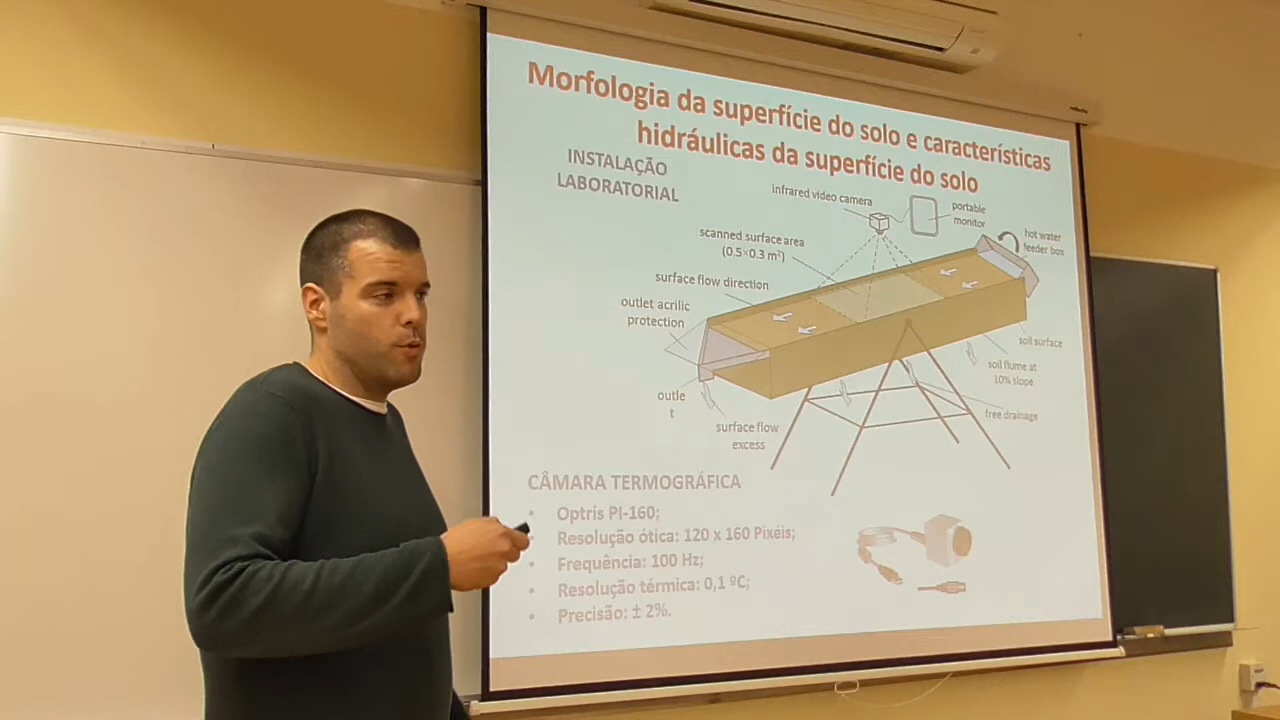 Morfologia da superfície do solo e características
hidráulicas da superfície do solo
INSTALAÇÃO
LABORATORIAL
infrared video camera
portable
monitor
hot water
feeder box
scanned surface area
(0.5×0.3 m²)
surface flow direction
outlet acrilic
protection
soil surface
soil flume at
10% slope
outle
t
free drainage
surface flow
excess
CÂMARA TERMOGRÁFICA
• Optris PI-160;
• Resolução ótica: 120 x 160 Pixéis;
• Frequência: 100 Hz;
• Resolução térmica: 0,1 ºC;
• Precisão: ± 2%.